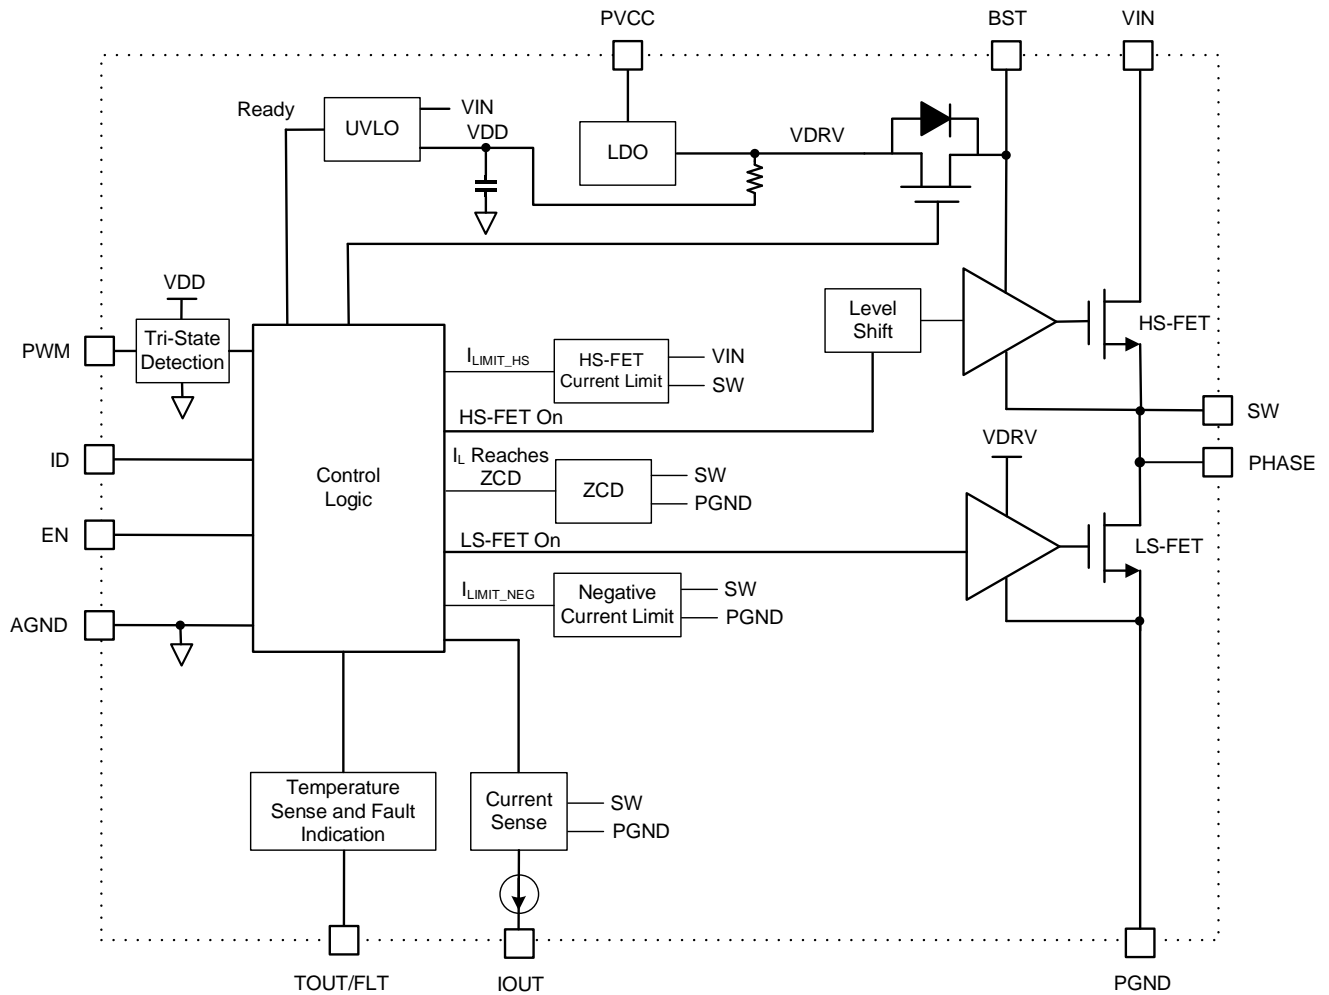 PVCC
BST
VIN
Ready
UVLO
VIN
VDD
LDO
VDRV
VDD
PWM
Tri-State
Detection
Level
Shift
HS-FET
I_LIMIT_HS
HS-FET
Current Limit
VIN
SW
HS-FET On
SW
ID
Control
Logic
I_L Reaches
ZCD
ZCD
SW
PGND
VDRV
PHASE
EN
LS-FET On
LS-FET
I_LIMIT_NEG
Negative
Current Limit
SW
PGND
AGND
Temperature
Sense and Fault
Indication
Current
Sense
SW
PGND
TOUT/FLT
IOUT
PGND